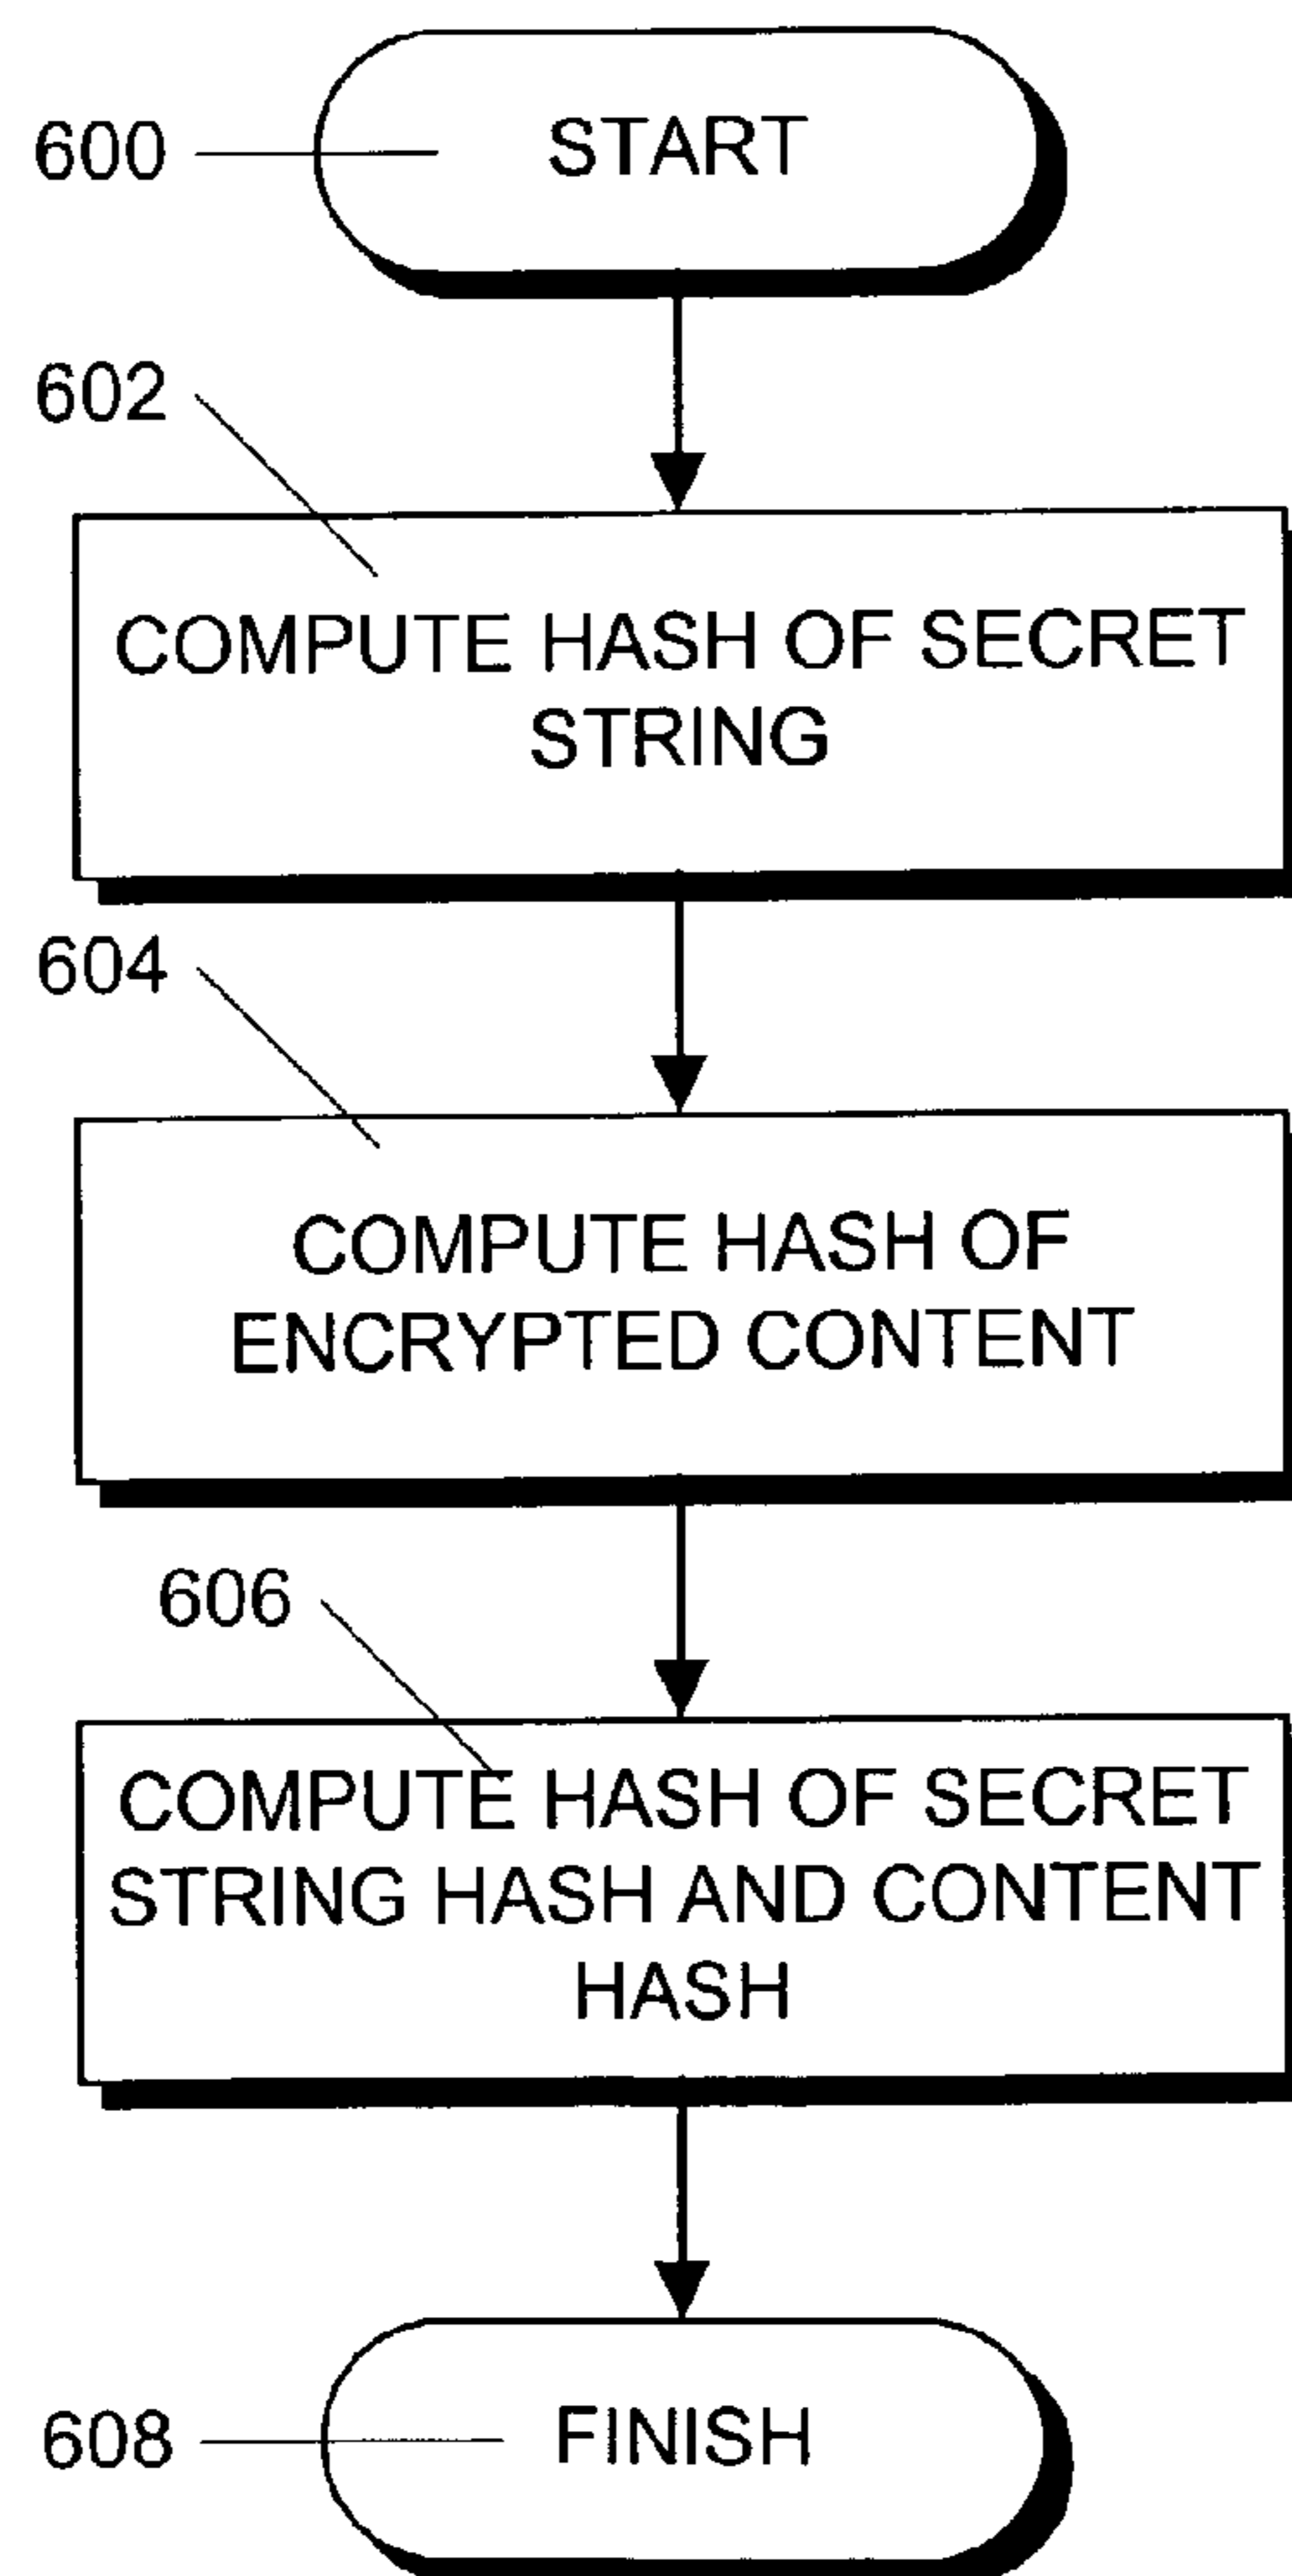 600
START
602
COMPUTE HASH OF SECRET
STRING
604
COMPUTE HASH OF
ENCRYPTED CONTENT
606
COMPUTE HASH OF SECRET
STRING HASH AND CONTENT
HASH
608
FINISH